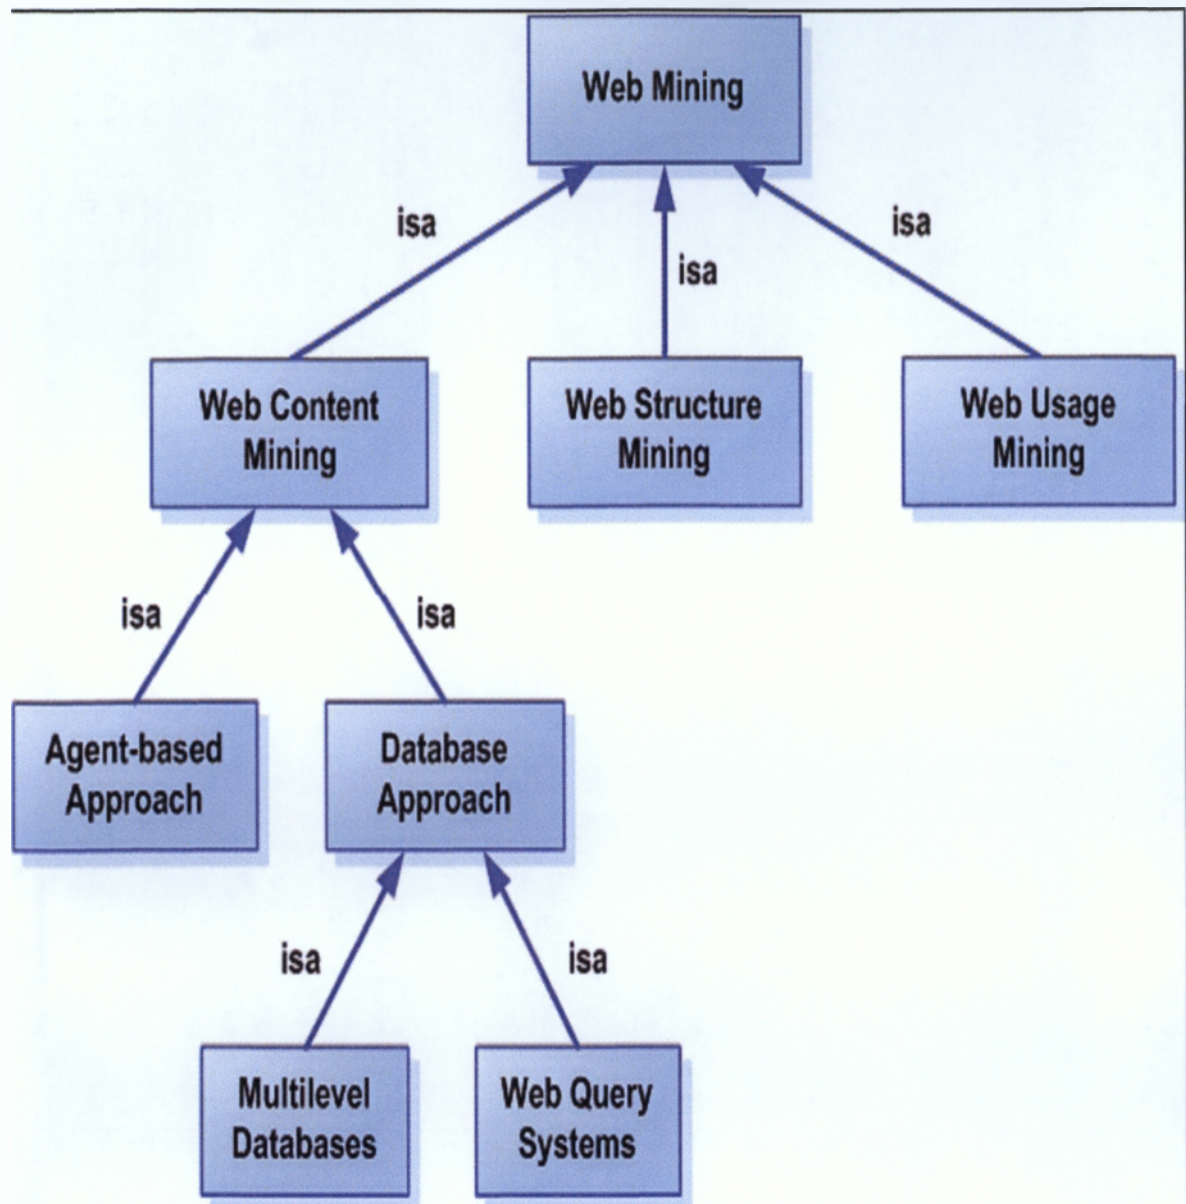 Web Mining
isa
isa
isa
Web Content
Mining
Web Structure
Mining
Web Usage
Mining
isa
isa
Agent-based
Approach
Database
Approach
isa
isa
Multilevel
Databases
Web Query
Systems